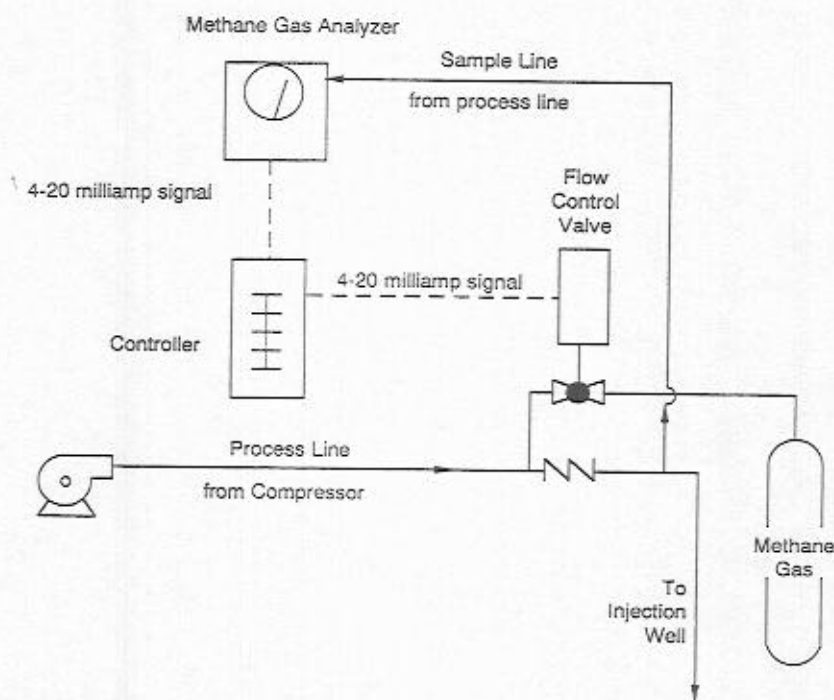 Methane Gas Analyzer
Sample Line
from process line
4-20 milliamp signal
Flow
Control
Valve
4-20 milliamp signal
Controller
Process Line
from Compressor
Methane
Gas
To
Injection
Well